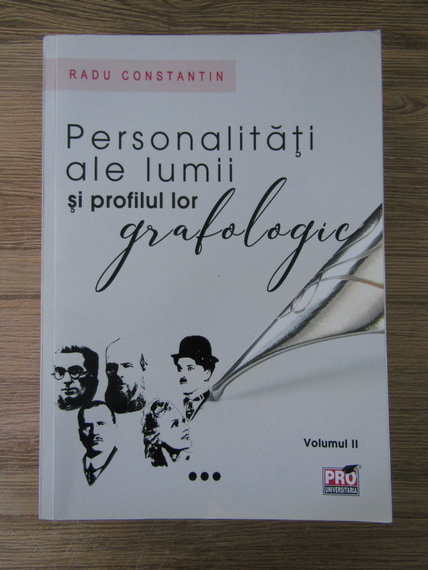 RADU CONSTANTIN
Personalităţi
ale lumii
şi profilul lor
grafologic
Volumul II
PRO
UNIVERSITARIA